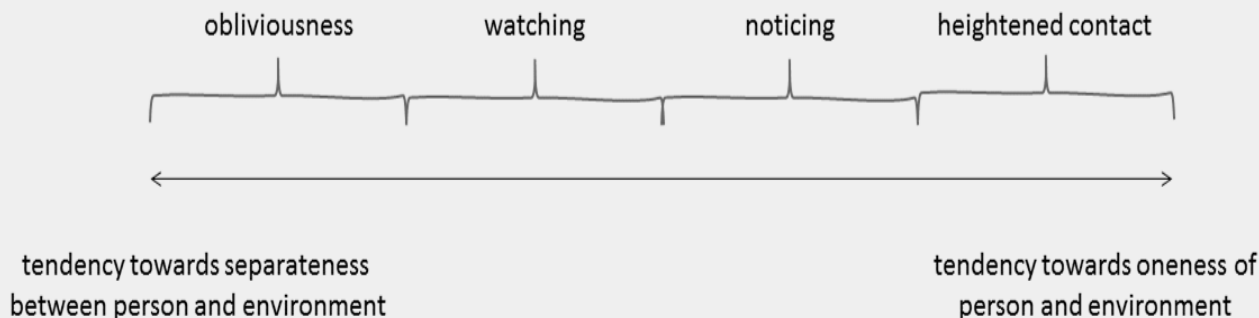 obliviousness
watching
noticing
heightened contact
tendency towards separateness
between person and environment
tendency towards oneness of
person and environment